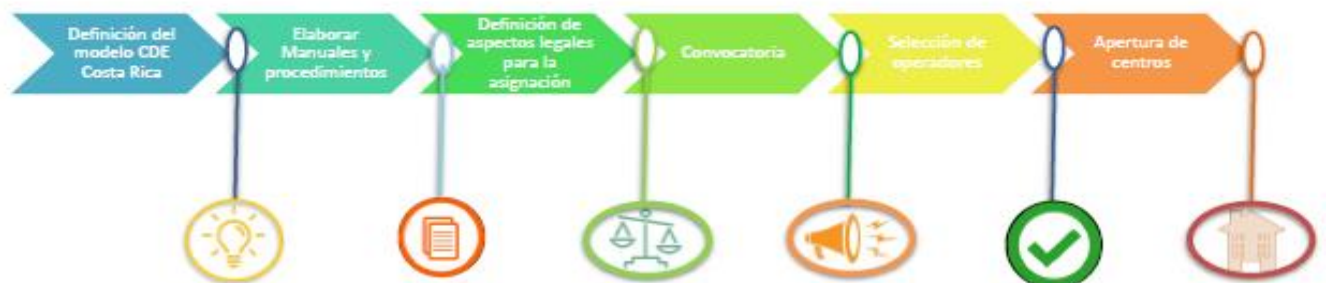 Definición del
modelo CDE
Costa Rica
Elaborar
Manuales y
procedimientos
Definición de
aspectos legales
para la
asignación
Convocatoria
Selección de
operadores
Apertura de
centros